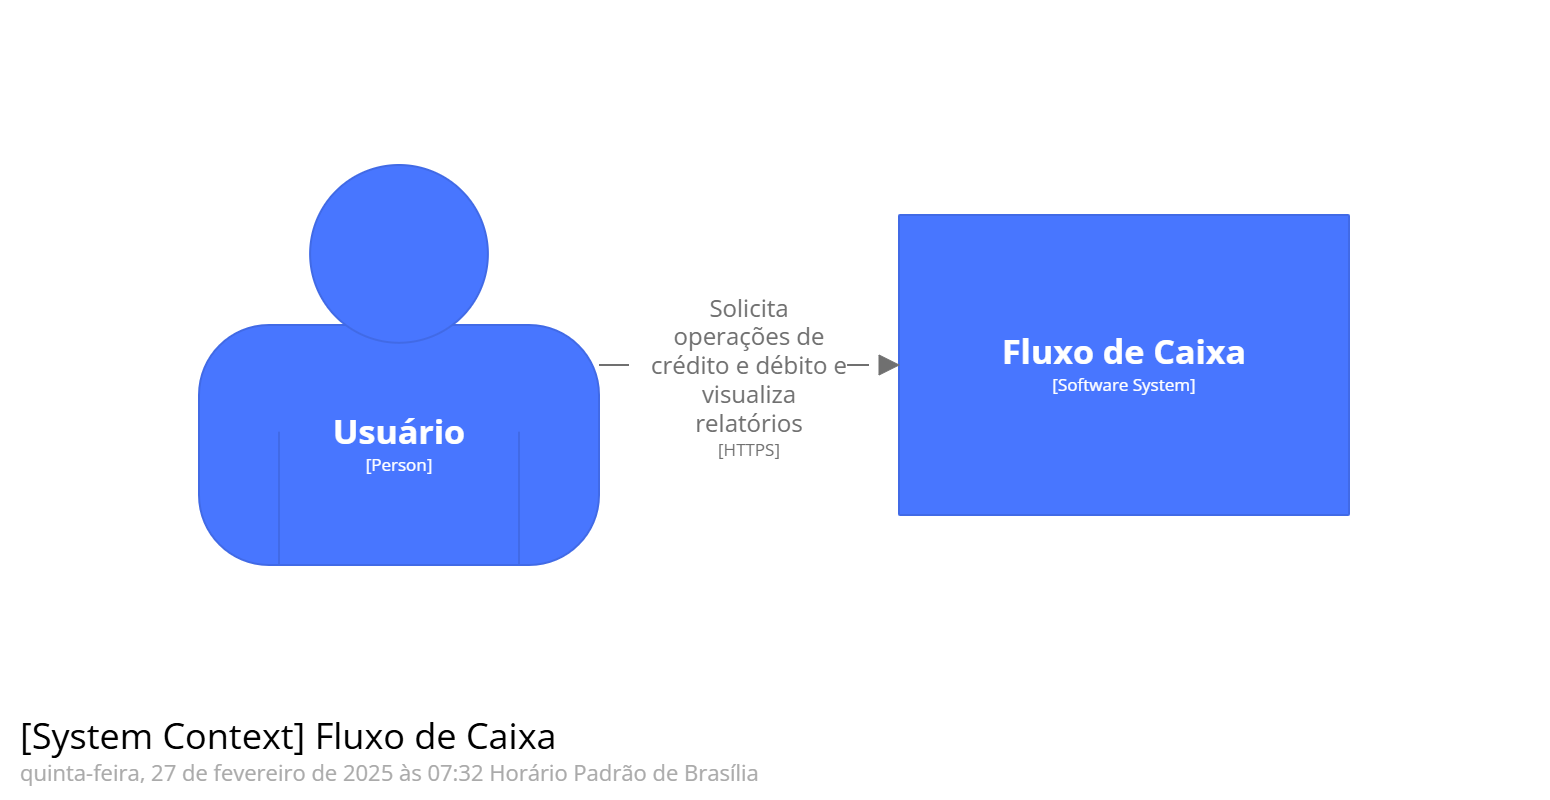 Usuário
[Person]
Solicita
operações de
crédito e débito e
visualiza
relatórios
[HTTPS]
Fluxo de Caixa
[Software System]
[System Context] Fluxo de Caixa
quinta-feira, 27 de fevereiro de 2025 às 07:32 Horário Padrão de Brasília